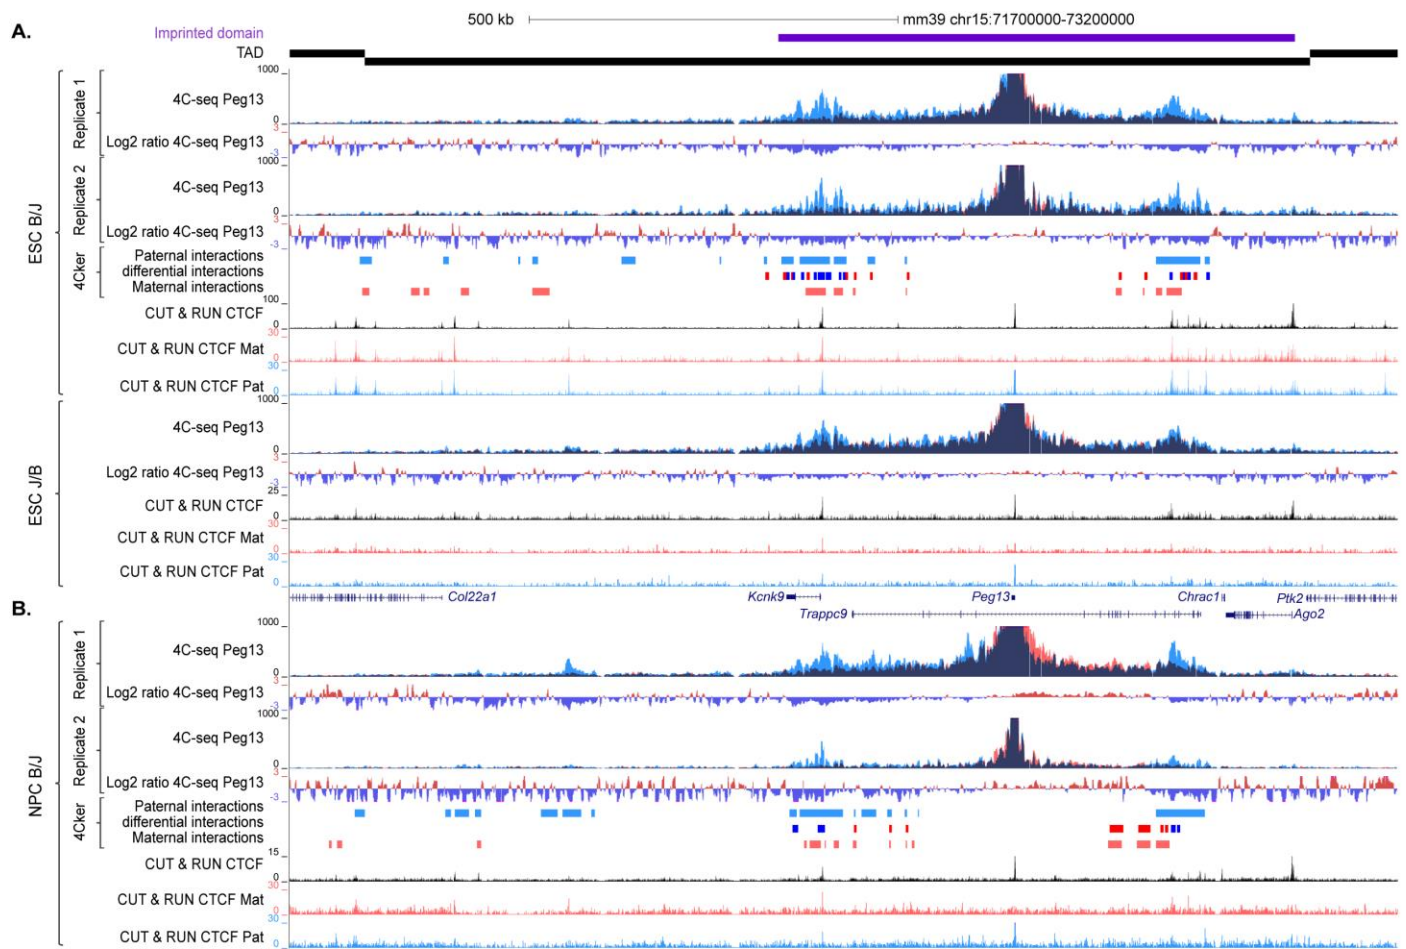 500 kb mm39 chr15:71700000-73200000
A.
Imprinted domain
TAD
ESC B/J
Replicate 1
1000
4C-seq Peg13
0
3
Log2 ratio 4C-seq Peg13
-3
Replicate 2
1000
4C-seq Peg13
0
3
Log2 ratio 4C-seq Peg13
-3
4Cker
Paternal interactions
differential interactions
Maternal interactions
100
CUT & RUN CTCF
0
30
CUT & RUN CTCF Mat
0
30
CUT & RUN CTCF Pat
0
ESC J/B
1000
4C-seq Peg13
0
3
Log2 ratio 4C-seq Peg13
-3
25
CUT & RUN CTCF
0
30
CUT & RUN CTCF Mat
0
30
CUT & RUN CTCF Pat
0
Col22a1 Kcnk9 Peg13 Chrac1 Ptk2
Trappc9 Ago2
B.
NPC B/J
Replicate 1
1000
4C-seq Peg13
0
3
Log2 ratio 4C-seq Peg13
-3
Replicate 2
1000
4C-seq Peg13
0
3
Log2 ratio 4C-seq Peg13
-3
4Cker
Paternal interactions
differential interactions
Maternal interactions
15
CUT & RUN CTCF
0
30
CUT & RUN CTCF Mat
0
30
CUT & RUN CTCF Pat
0